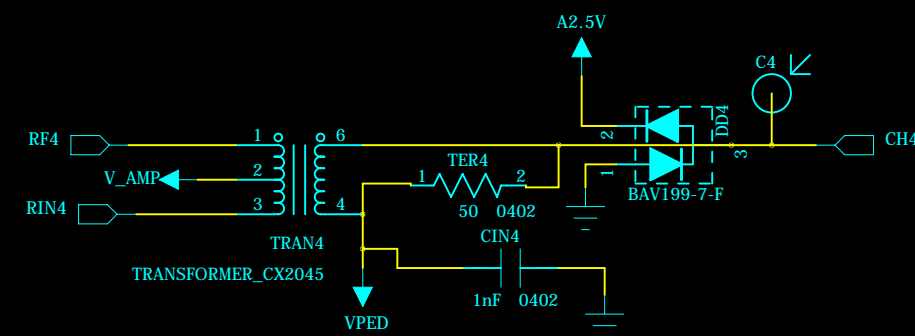 A2.5V
C4
RF4
1
6
2
DD4
CH4
TER4
V_AMP
2
1
2
1
3
BAV199-7-F
RIN4
3
4
50 0402
TRAN4
CIN4
TRANSFORMER_CX2045
1nF 0402
VPED